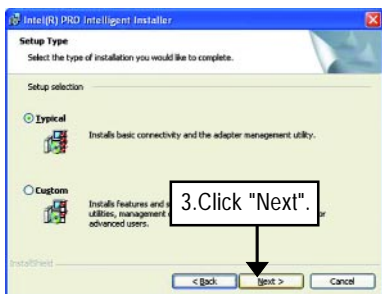 Intel(R) PRO Intelligent Installer
Setup Type
Select the type of installation you would like to complete.
Setup selection
Typical
Installs basic connectivity and the adapter management utility.
Custom
Installs features and
utilities, management
or
advanced users.
3.Click "Next".
InstallShield
< Back
Next >
Cancel